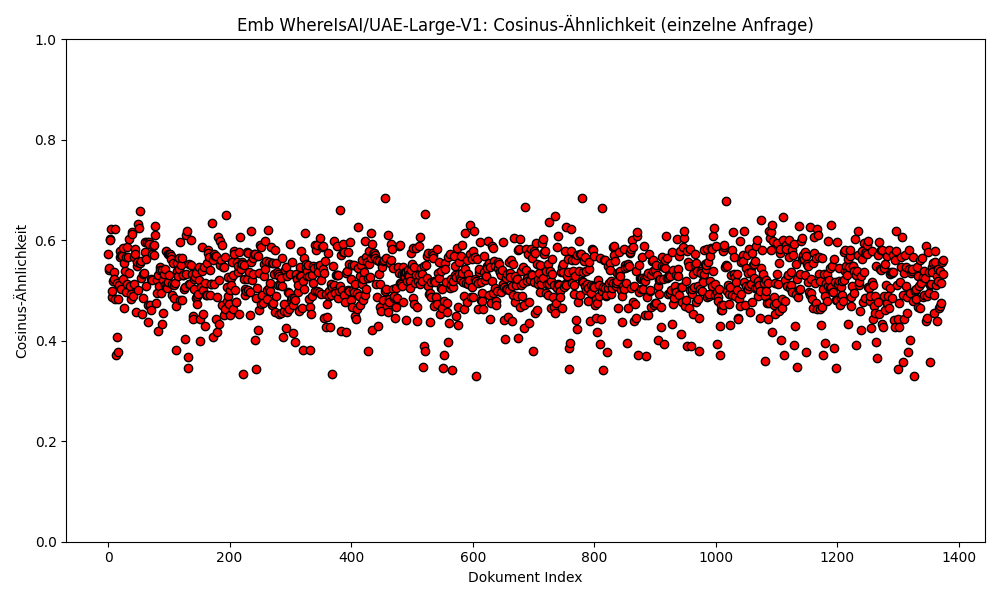 Emb WhereIsAI/UAE-Large-V1: Cosinus-Ähnlichkeit (einzelne Anfrage)
1.0
0.8
0.6
0.4
0.2
0.0
Cosinus-Ähnlichkeit
0 200 400 600 800 1000 1200 1400
Dokument Index